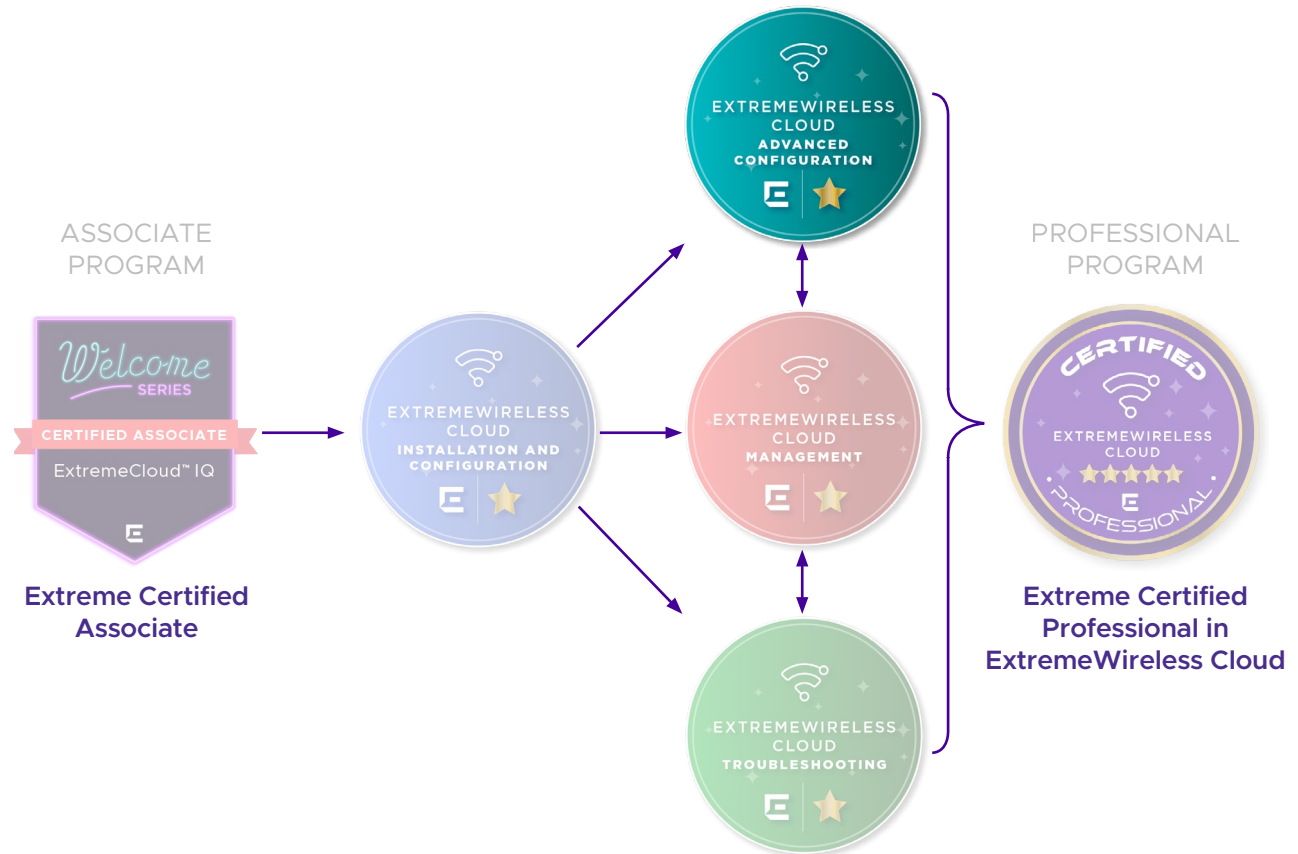 ASSOCIATE
PROGRAM
Welcome
SERIES
CERTIFIED ASSOCIATE
ExtremeCloud™ IQ
Extreme Certified
Associate
EXTREMEWIRELESS
CLOUD
INSTALLATION AND
CONFIGURATION
EXTREMEWIRELESS
CLOUD
ADVANCED
CONFIGURATION
EXTREMEWIRELESS
CLOUD
MANAGEMENT
EXTREMEWIRELESS
CLOUD
TROUBLESHOOTING
PROFESSIONAL
PROGRAM
CERTIFIED
EXTREMEWIRELESS
CLOUD
PROFESSIONAL
Extreme Certified
Professional in
ExtremeWireless Cloud